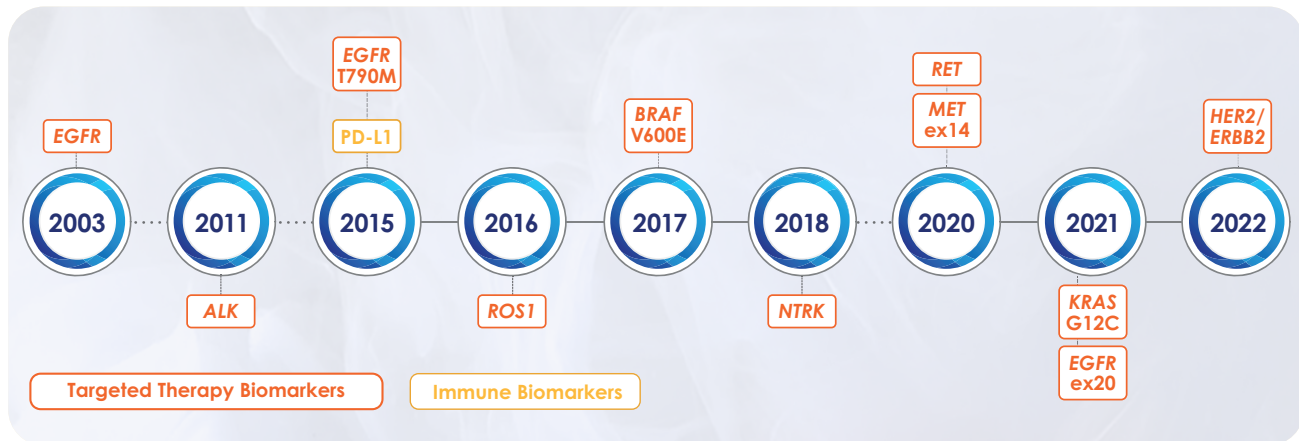 EGFR
T790M
RET
EGFR
PD-L1
BRAF
V600E
MET
ex14
HER2/
ERBB2
2003
2011
2015
2016
2017
2018
2020
2021
2022
ALK
ROS1
NTRK
KRAS
G12C
EGFR
ex20
Targeted Therapy Biomarkers
Immune Biomarkers